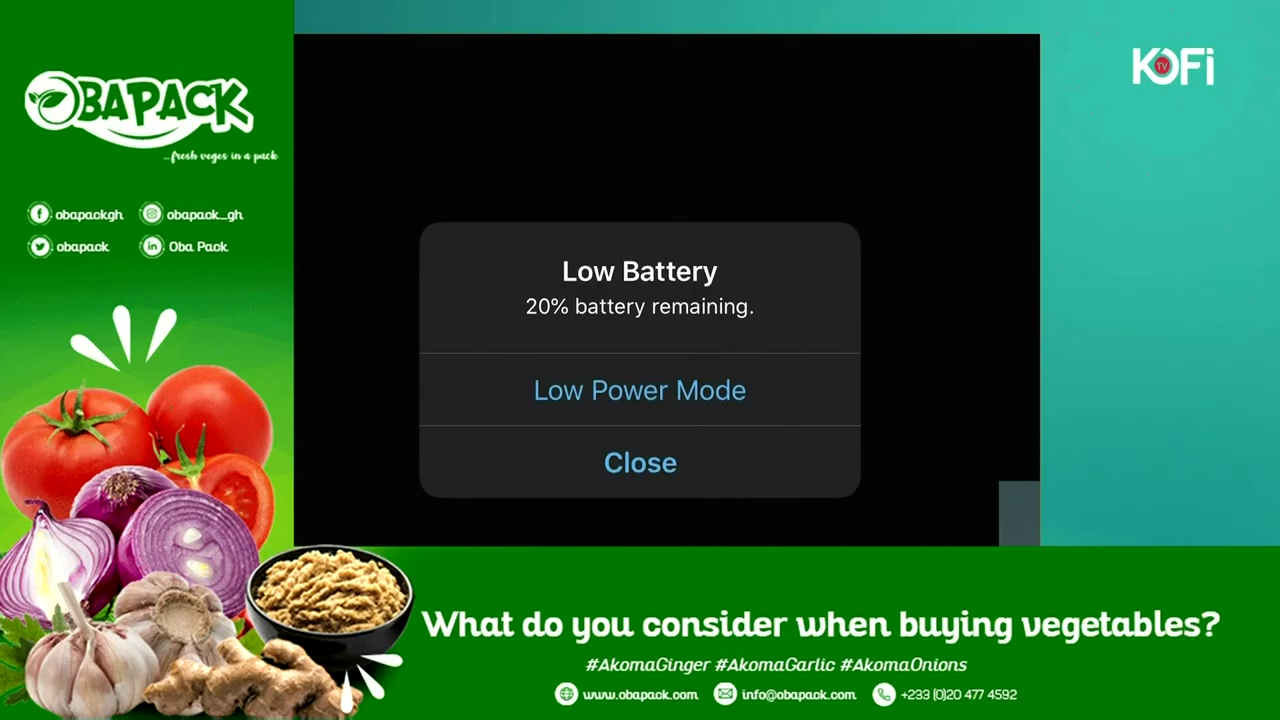 OBAPACK
...fresh veges in a pack
obapackgh
obapack_gh
obapack
Oba Pack
KOFi
TV
Low Battery
20% battery remaining.
Low Power Mode
Close
What do you consider when buying vegetables?
#AkomaGinger #AkomaGarlic #AkomaOnions
www.obapack.com info@obapack.com +233 (0)20 477 4592